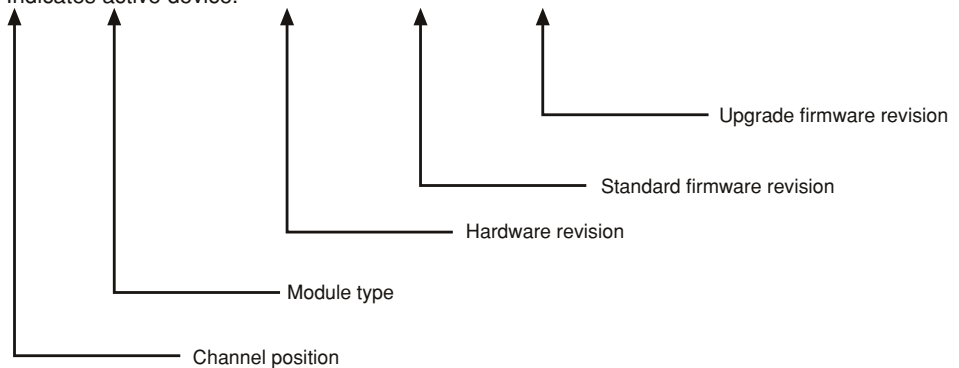 indicates active device.
Upgrade firmware revision
Standard firmware revision
Hardware revision
Module type
Channel position